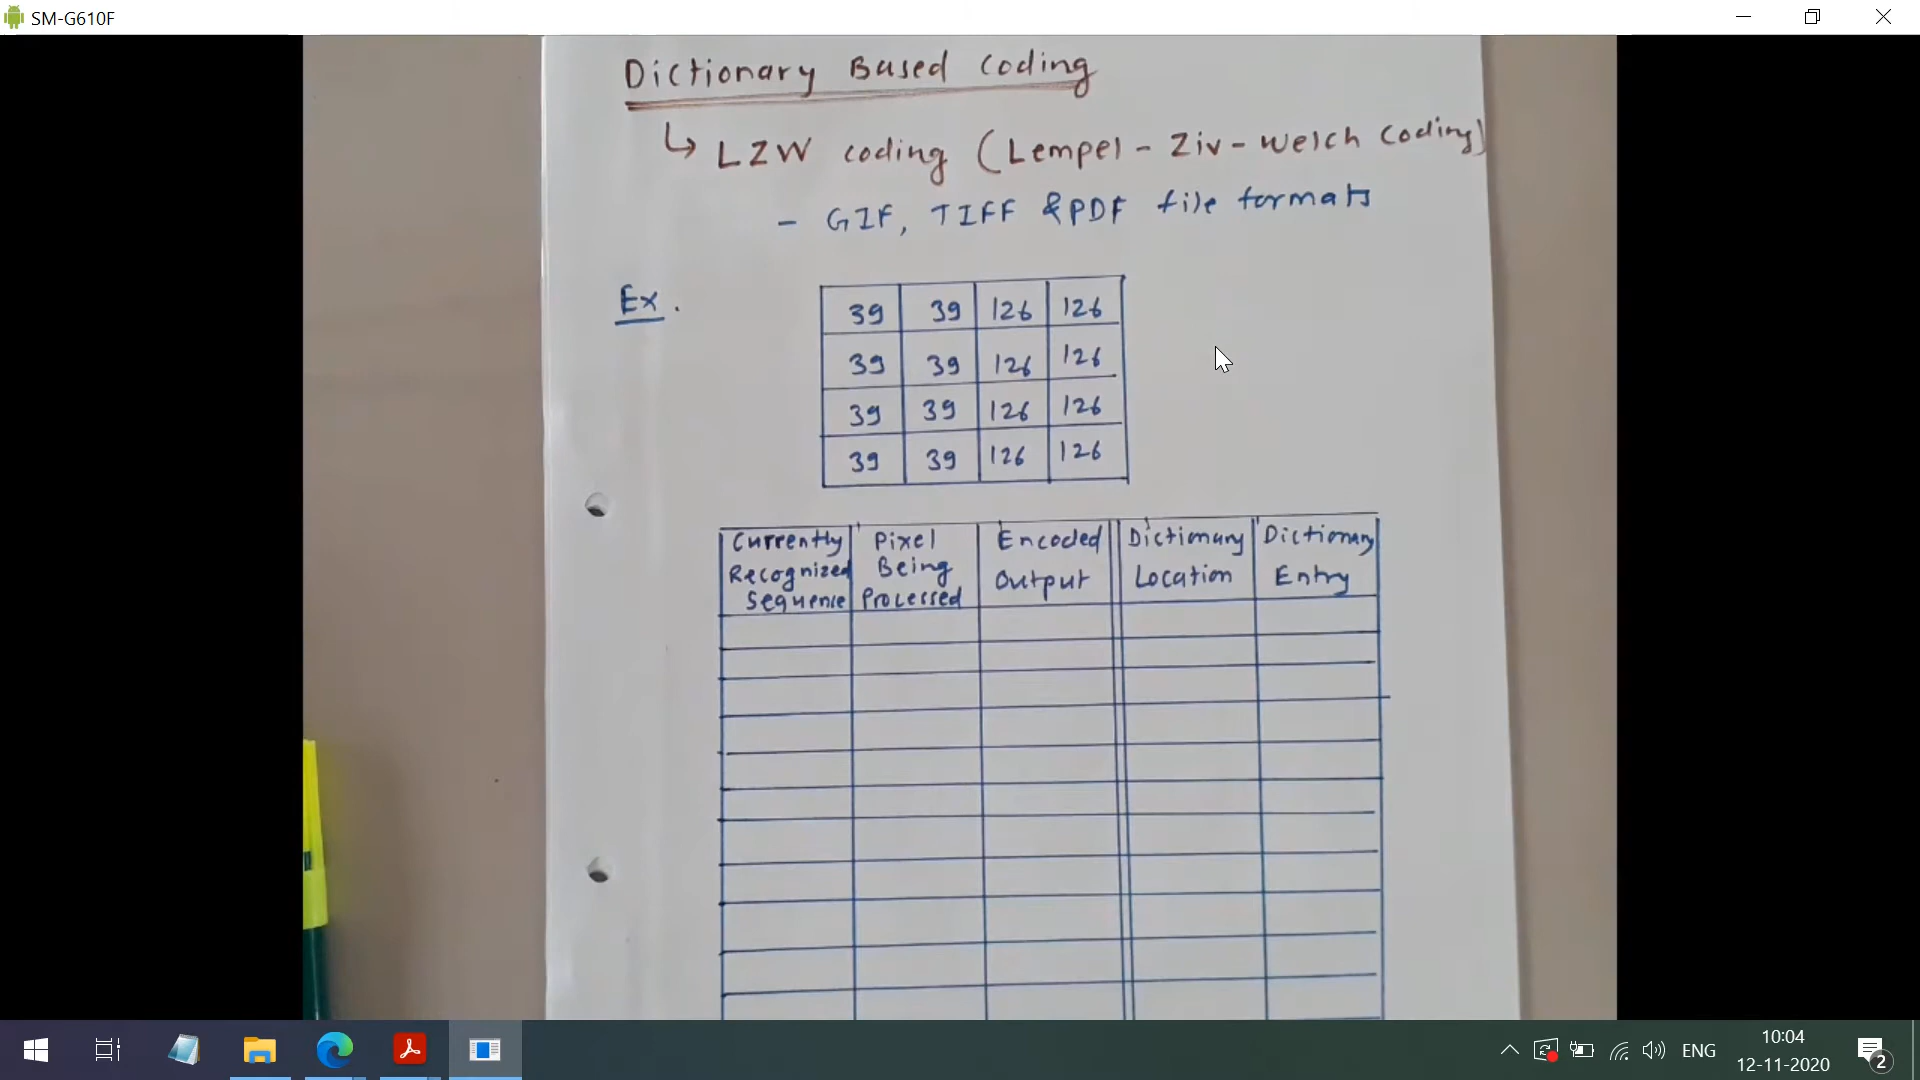 SM-G610F
Dictionary Based Coding
↳ LZW coding (Lempel-Ziv-Welch Coding)
- GIF, TIFF & PDF file formats
Ex.
39 39 126 126
39 39 126 126
39 39 126 126
39 39 126 126
Currently Recognized Sequence
Pixel Being Processed
Encoded Output
Dictionary Location
Dictionary Entry
ENG
10:04
12-11-2020
2